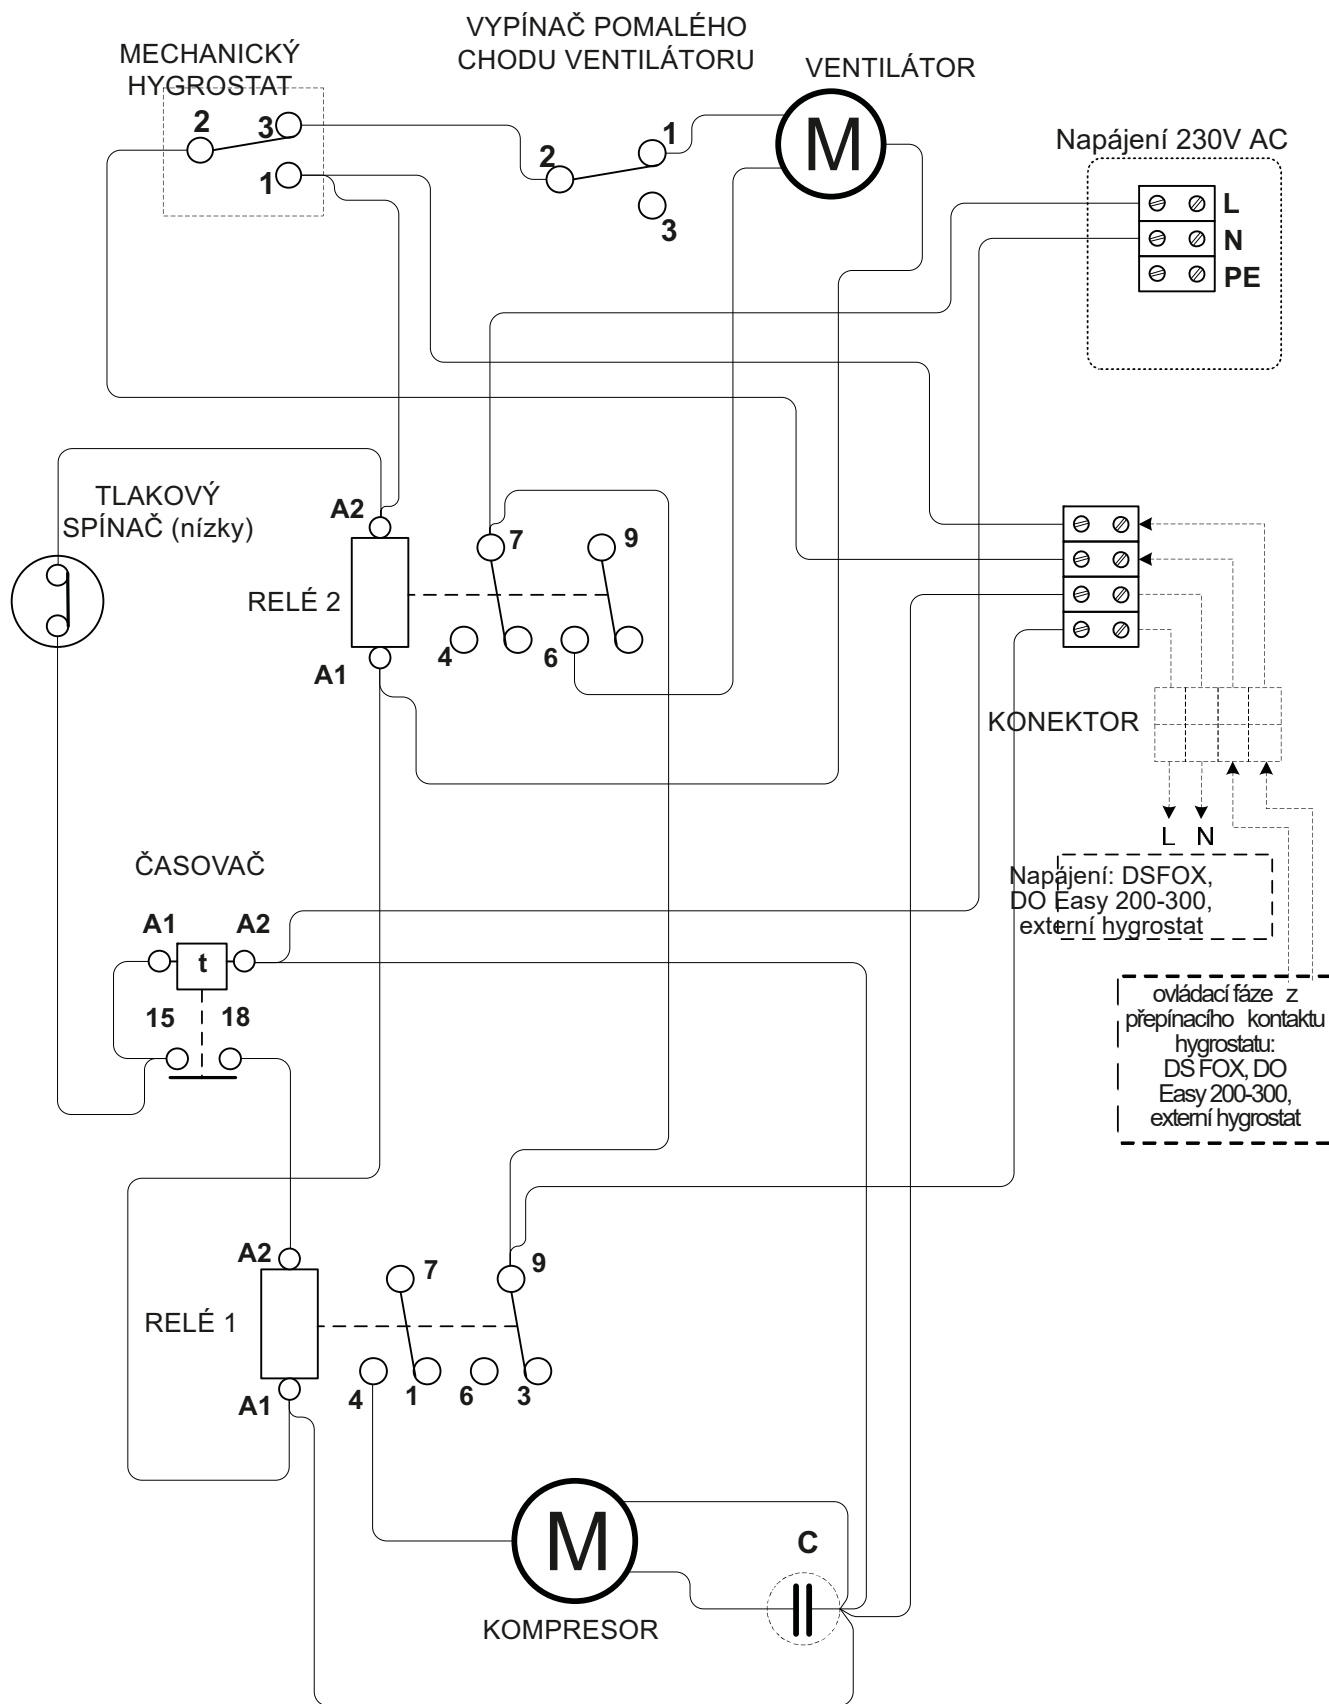 MECHANICKÝ
HYGROSTAT
VYPÍNAČ POMALÉHO
CHODU VENTILÁTORU
VENTILÁTOR
M
2
3
1
2
1
3
Napájení 230V AC
L
N
PE
TLAKOVÝ
SPÍNAČ (nízky)
A2
RELÉ 2
A1
7
9
4
6
KONEKTOR
L N
Napájení: DSFOX,
DO Easy 200-300,
externí hygrostat
ovládací fáze z
přepínacího kontaktu
hygrostatu:
DS FOX, DO
Easy 200-300,
externí hygrostat
ČASOVAČ
A1
A2
t
15
18
A2
RELÉ 1
A1
7
9
4
1
6
3
M
KOMPRESOR
C